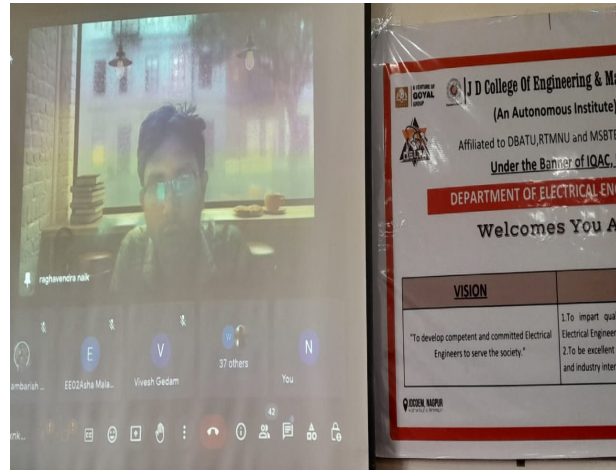 raghavendra naik
ambarish ...
E
EE02Asha Mala...
V
Vivesh Gedam
W
37 others
N
You
42
A VENTURE OF
GOYAL
GROUP
J D College Of Engineering & Ma
(An Autonomous Institute)
Affiliated to DBATU,RTMNU and MSBTE
Under the Banner of IQAC,
DEPARTMENT OF ELECTRICAL ENG
Welcomes You A
VISION
"To develop competent and committed Electrical
Engineers to serve the society."
1.To impart qual
Electrical Engineer
2.To be excellent
and industry inter
JDCOEM, NAGPUR